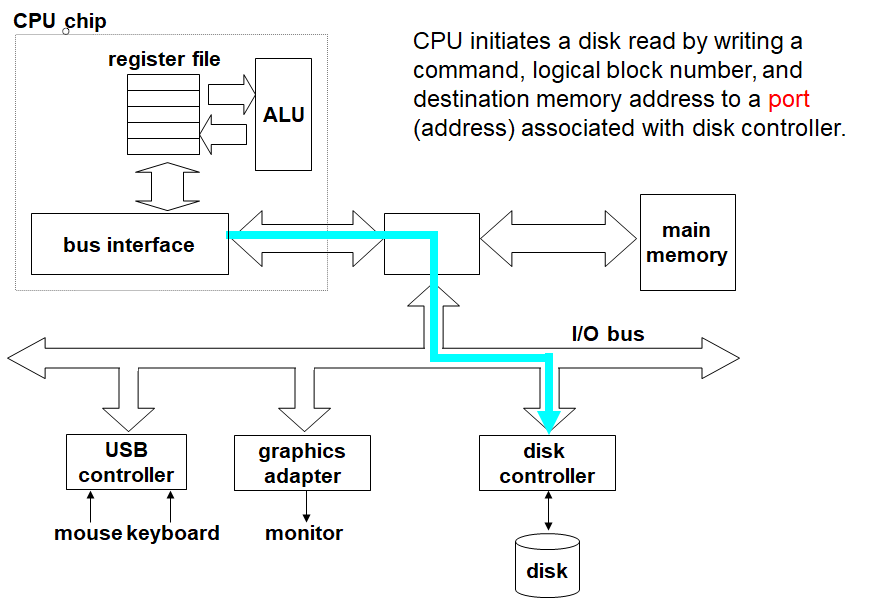 CPU chip
register file
ALU
CPU initiates a disk read by writing a
command, logical block number, and
destination memory address to a port
(address) associated with disk controller.
bus interface
main
memory
I/O bus
USB
controller
graphics
adapter
disk
controller
mouse keyboard
monitor
disk